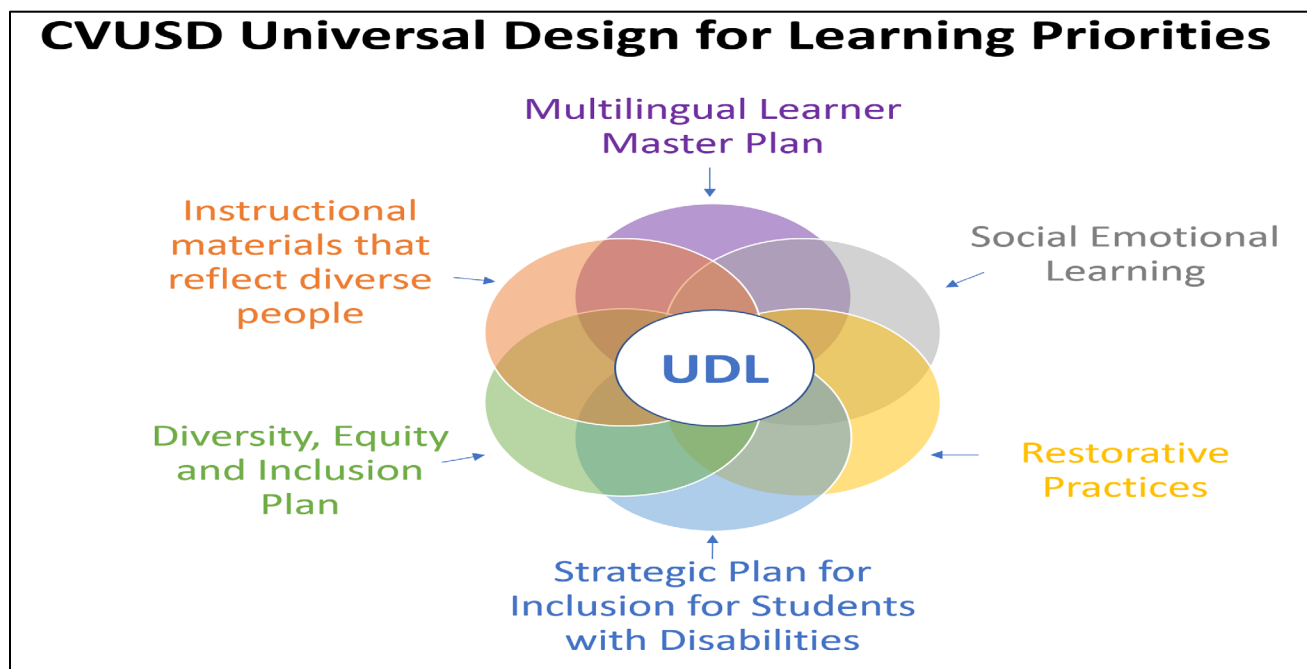 CVUSD Universal Design for Learning Priorities
Multilingual Learner
Master Plan
Instructional
materials that
reflect diverse
people
Social Emotional
Learning
UDL
Diversity, Equity
and Inclusion
Plan
Restorative
Practices
Strategic Plan for
Inclusion for Students
with Disabilities